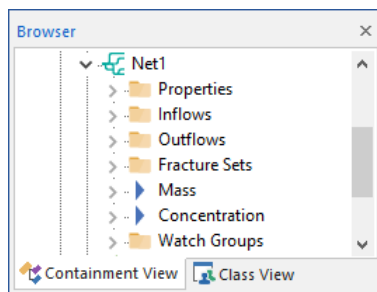 Browser
Net1
Properties
Inflows
Outflows
Fracture Sets
Mass
Concentration
Watch Groups
Containment View Class View